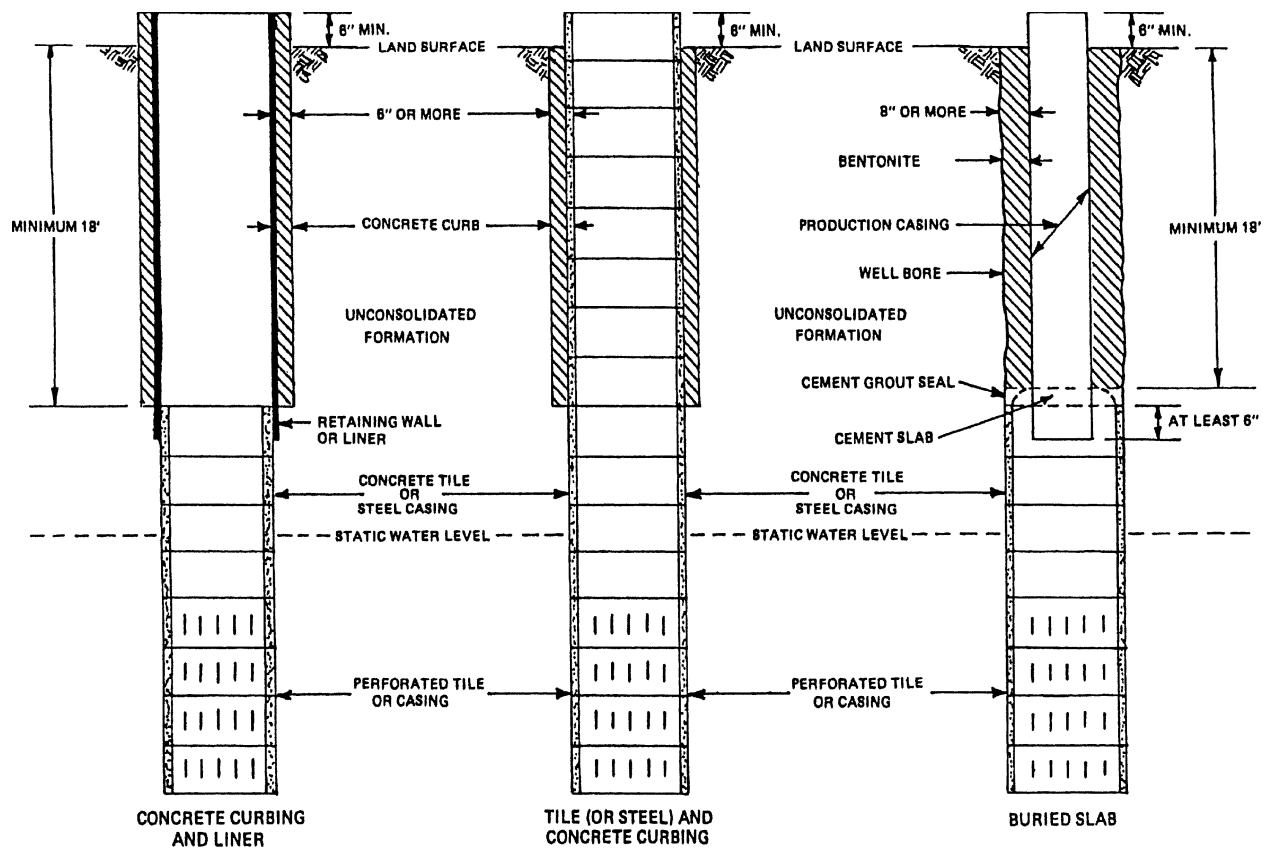 6" MIN.
6" MIN.
6" MIN.
LAND SURFACE
LAND SURFACE
6" OR MORE
8" OR MORE
BENTONITE
MINIMUM 18'
CONCRETE CURB
PRODUCTION CASING
MINIMUM 18'
WELL BORE
UNCONSOLIDATED
FORMATION
UNCONSOLIDATED
FORMATION
CEMENT GROUT SEAL
RETAINING WALL
OR LINER
AT LEAST 6"
CEMENT SLAB
CONCRETE TILE
OR
STEEL CASING
CONCRETE TILE
OR
STEEL CASING
STATIC WATER LEVEL
STATIC WATER LEVEL
PERFORATED TILE
OR CASING
PERFORATED TILE
OR CASING
CONCRETE CURBING
AND LINER
TILE (OR STEEL) AND
CONCRETE CURBING
BURIED SLAB